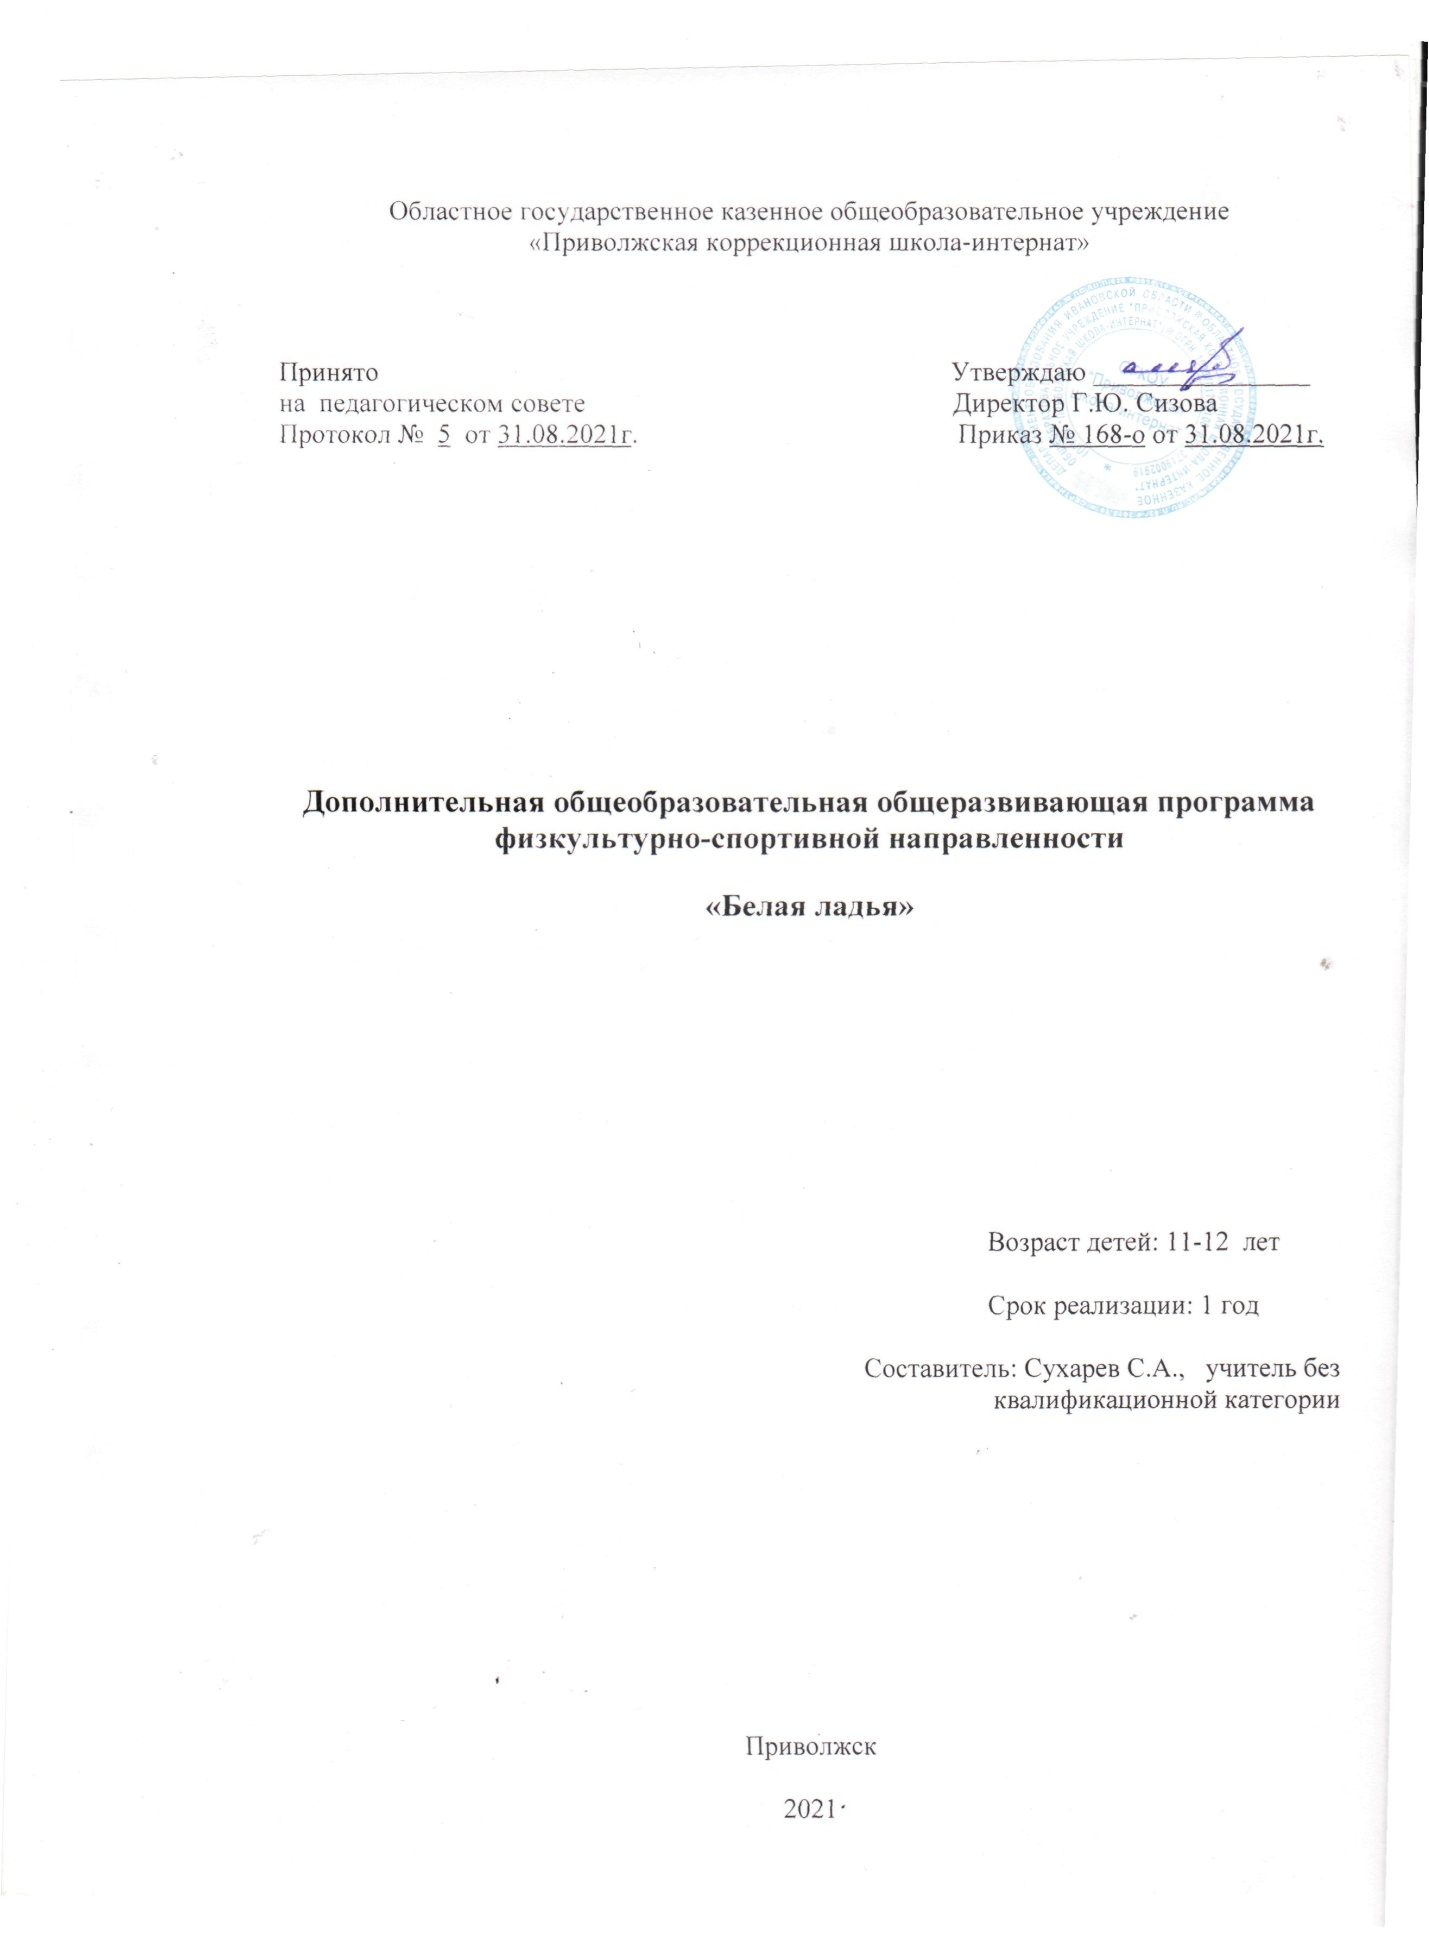 Областное государственное казенное общеобразовательное учреждение
«Приволжская коррекционная школа-интернат»
Принято
на педагогическом совете
Протокол № 5 от 31.08.2021г.
Утверждаю
Директор Г.Ю. Сизова
Приказ № 168-о от 31.08.2021г.
Дополнительная общеобразовательная общеразвивающая программа
физкультурно-спортивной направленности
«Белая ладья»
Возраст детей: 11-12 лет
Срок реализации: 1 год
Составитель: Сухарев С.А., учитель без
квалификационной категории
Приволжск
2021